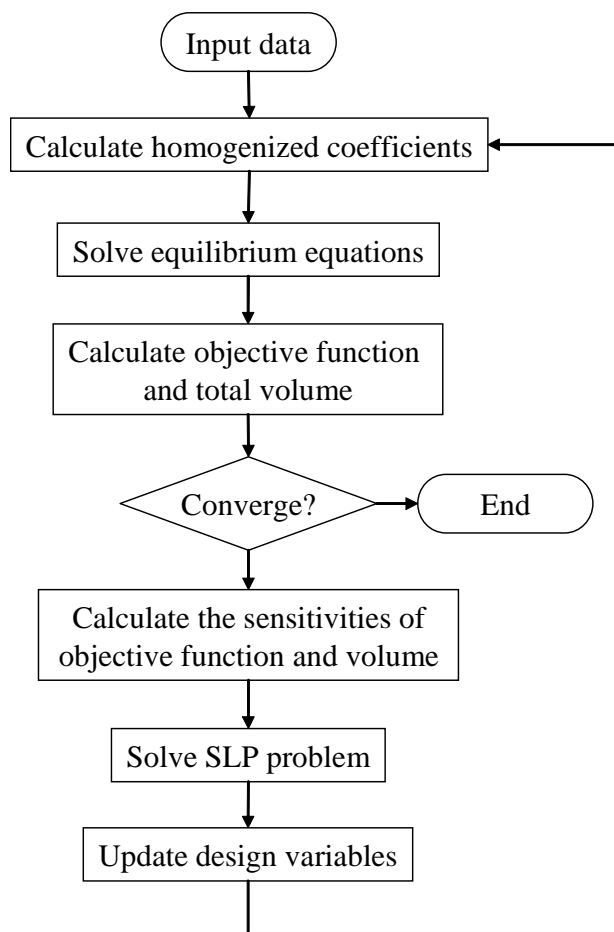 Input data
Calculate homogenized coefficients
Solve equilibrium equations
Calculate objective function
and total volume
Converge?
End
Calculate the sensitivities of
objective function and volume
Solve SLP problem
Update design variables